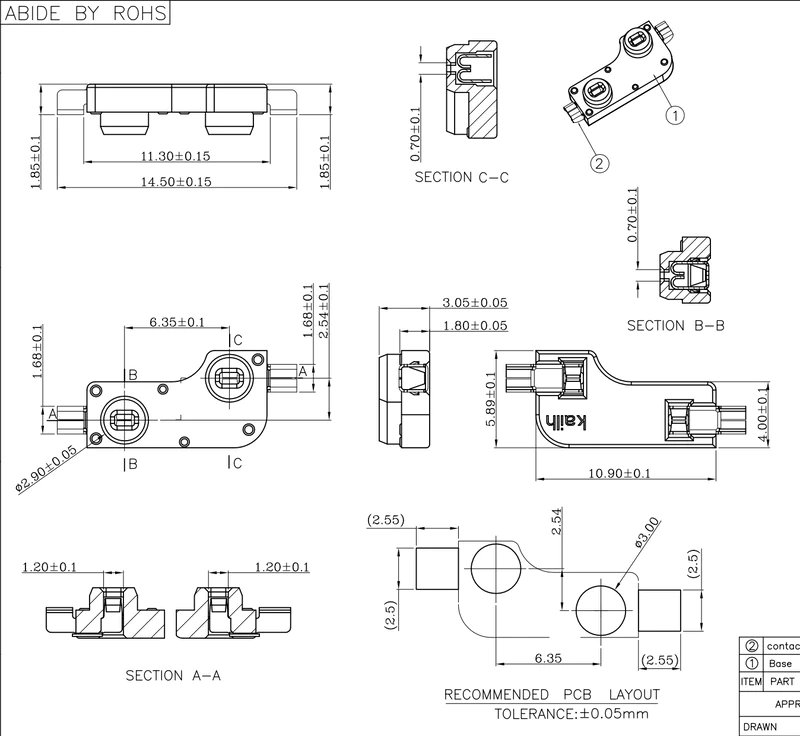 ABIDE BY ROHS
1.85±0.1
11.30±0.15
14.50±0.15
1.85±0.1
0.70±0.1
SECTION C-C
1
2
0.70±0.1
SECTION B-B
1.68±0.1
6.35±0.1
1.68±0.1
2.54±0.1
C
B
A
A
B
C
ø2.90±0.05
3.05±0.05
1.80±0.05
5.89±0.1
kailh
4.00±0.1
10.90±0.1
1.20±0.1
1.20±0.1
SECTION A-A
(2.55)
2.54
ø3.00
(2.5)
(2.5)
6.35
(2.55)
RECOMMENDED PCB LAYOUT
TOLERANCE:±0.05mm
2 contac
1 Base
ITEM PART
APPR
DRAWN